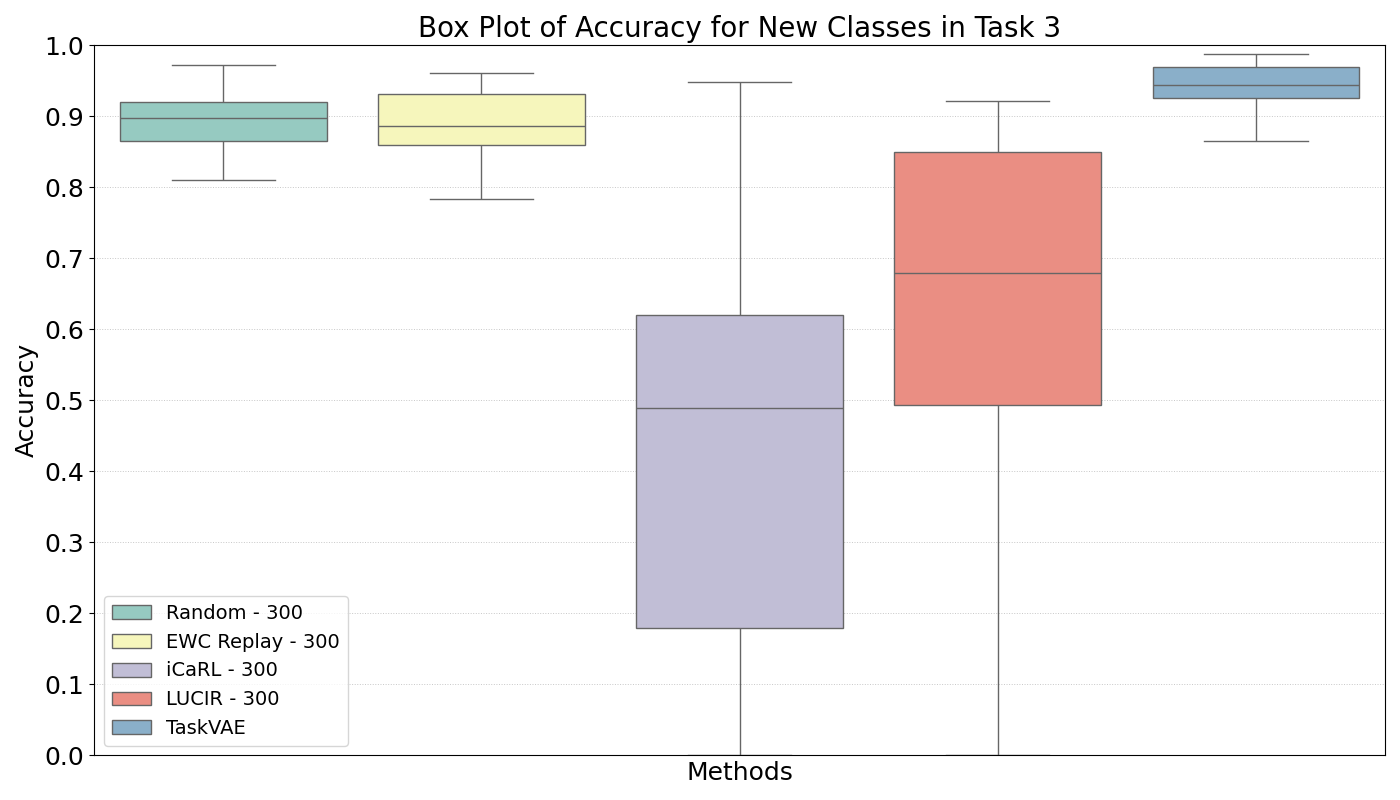 Box Plot of Accuracy for New Classes in Task 3
1.0
0.9
0.8
0.7
0.6
0.5
0.4
0.3
0.2
0.1
0.0
Accuracy
Random - 300
EWC Replay - 300
iCaRL - 300
LUCIR - 300
TaskVAE
Methods